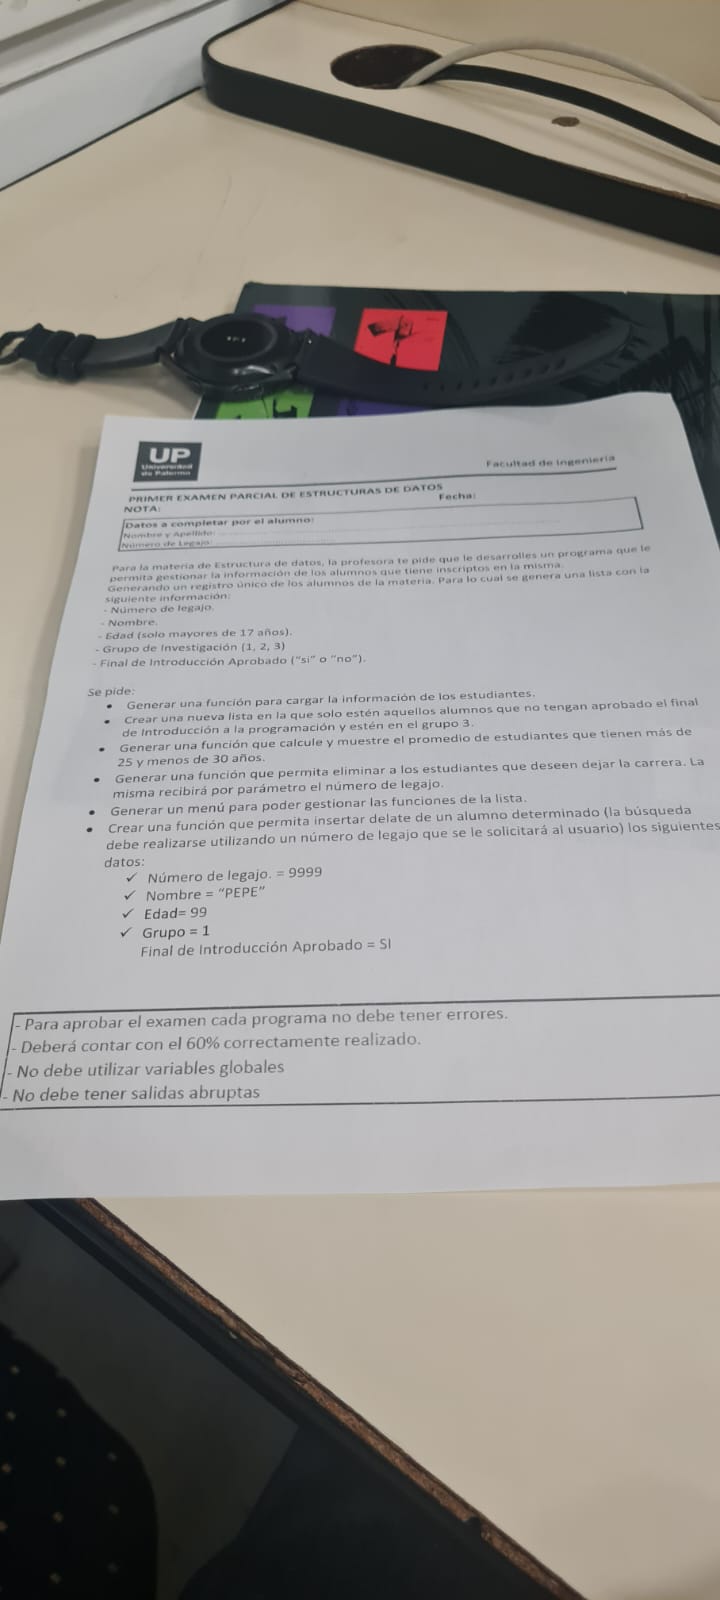 UP
Universidad
de Palermo
Facultad de Ingeniería
PRIMER EXAMEN PARCIAL DE ESTRUCTURAS DE DATOS
NOTA: Fecha:
Datos a completar por el alumno:
Nombre y Apellido:
Número de Legajo:
Para la materia de Estructura de datos, la profesora te pide que le desarrolles un programa que le
permita gestionar la información de los alumnos que tiene inscriptos en la misma.
Generando un registro único de los alumnos de la materia. Para lo cual se genera una lista con la
siguiente información:
- Número de legajo.
- Nombre.
- Edad (solo mayores de 17 años).
- Grupo de Investigación (1, 2, 3)
- Final de Introducción Aprobado ("si" o "no").
Se pide:
• Generar una función para cargar la información de los estudiantes.
• Crear una nueva lista en la que solo estén aquellos alumnos que no tengan aprobado el final
de Introducción a la programación y estén en el grupo 3.
• Generar una función que calcule y muestre el promedio de estudiantes que tienen más de
25 y menos de 30 años.
• Generar una función que permita eliminar a los estudiantes que deseen dejar la carrera. La
misma recibirá por parámetro el número de legajo.
• Generar un menú para poder gestionar las funciones de la lista.
• Crear una función que permita insertar delate de un alumno determinado (la búsqueda
debe realizarse utilizando un número de legajo que se le solicitará al usuario) los siguientes
datos:
✓ Número de legajo. = 9999
✓ Nombre = "PEPE"
✓ Edad= 99
✓ Grupo = 1
Final de Introducción Aprobado = SI
- Para aprobar el examen cada programa no debe tener errores.
- Deberá contar con el 60% correctamente realizado.
- No debe utilizar variables globales
- No debe tener salidas abruptas